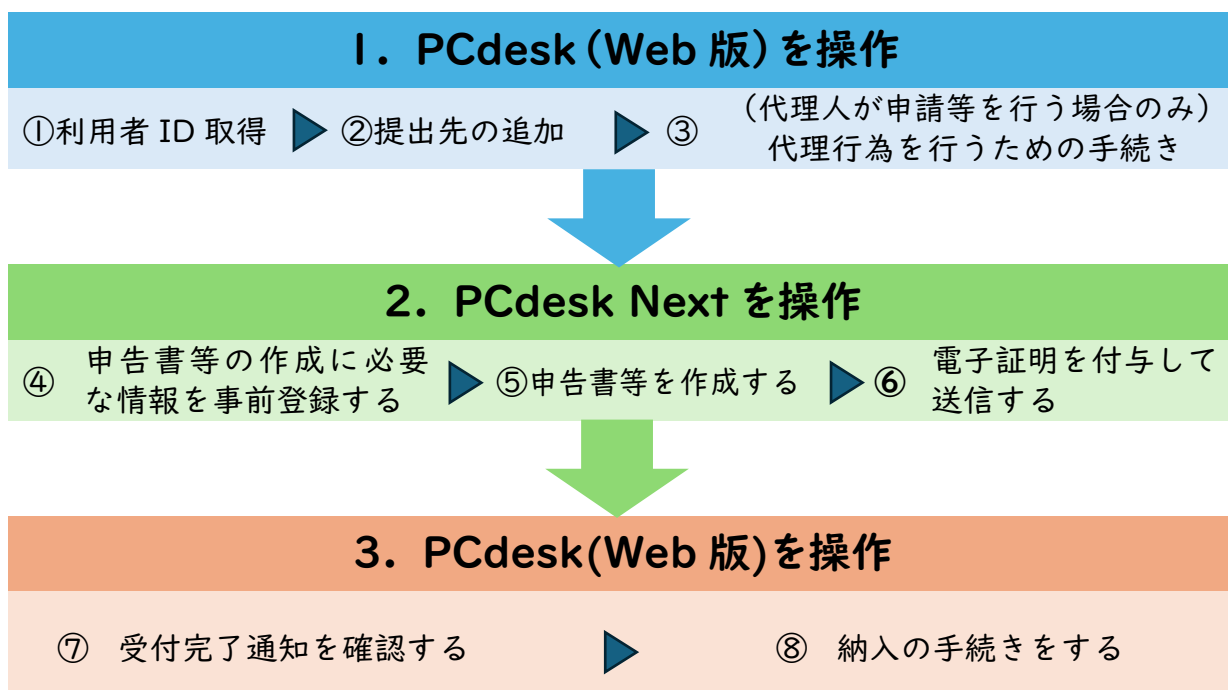 1. PCdesk(Web 版)を操作
①利用者 ID 取得
②提出先の追加
③
(代理人が申請等を行う場合のみ)
代理行為を行うための手続き
2. PCdesk Next を操作
④
申告書等の作成に必要
な情報を事前登録する
⑤申告書等を作成する
⑥
電子証明を付与して
送信する
3. PCdesk(Web 版)を操作
⑦ 受付完了通知を確認する
⑧ 納入の手続きをする